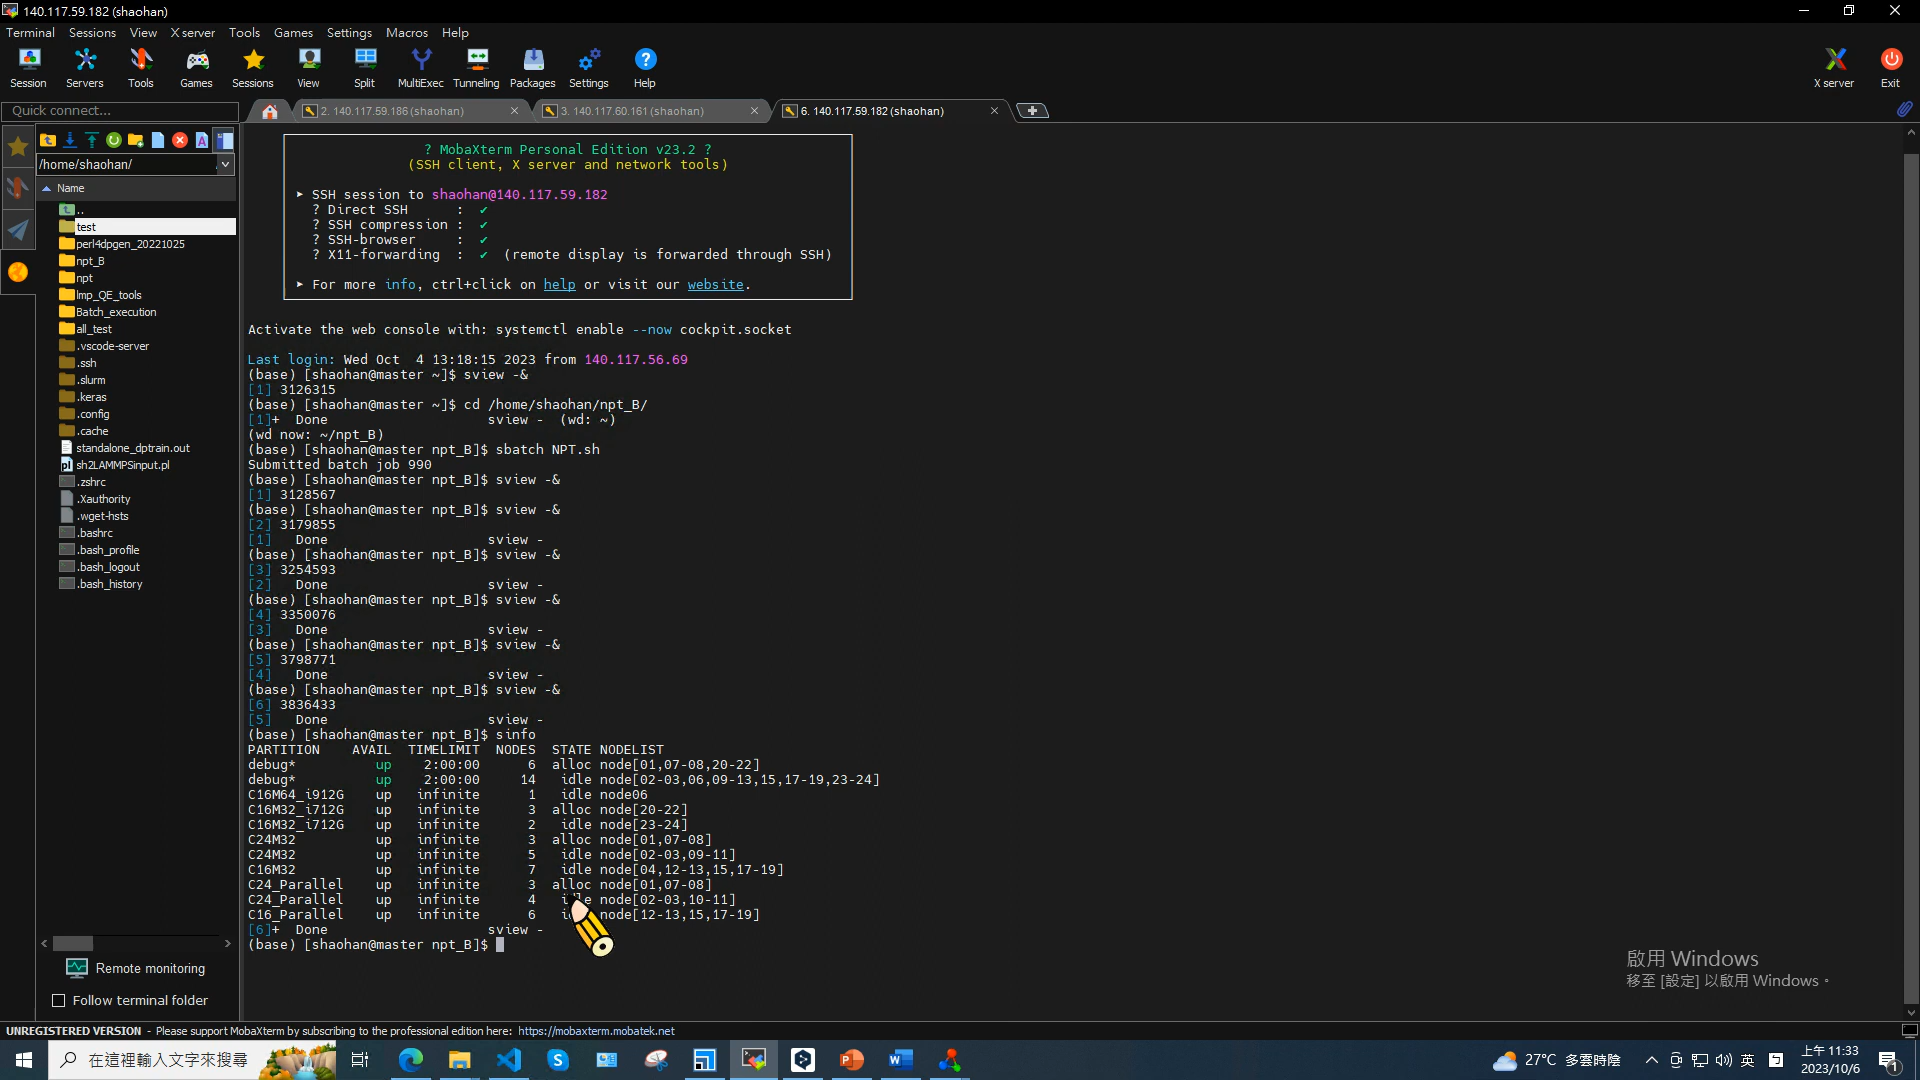 140.117.59.182 (shaohan)
Terminal Sessions View X server Tools Games Settings Macros Help
Session Servers Tools Games Sessions View Split MultiExec Tunneling Packages Settings Help X server Exit
Quick connect...
2. 140.117.59.186 (shaohan)
3. 140.117.60.161 (shaohan)
6. 140.117.59.182 (shaohan)
/home/shaohan/
Name
..
test
perl4dpgen_20221025
npt_B
npt
lmp_QE_tools
Batch_execution
all_test
.vscode-server
.ssh
.slurm
.keras
.config
.cache
standalone_dptrain.out
sh2LAMMPSinput.pl
.zshrc
.Xauthority
.wget-hsts
.bashrc
.bash_profile
.bash_logout
.bash_history
Remote monitoring
Follow terminal folder
? MobaXterm Personal Edition v23.2 ?
(SSH client, X server and network tools)
➤ SSH session to shaohan@140.117.59.182
? Direct SSH : ✔
? SSH compression : ✔
? SSH-browser : ✔
? X11-forwarding : ✔ (remote display is forwarded through SSH)
➤ For more info, ctrl+click on help or visit our website.
Activate the web console with: systemctl enable --now cockpit.socket
Last login: Wed Oct  4 13:18:15 2023 from 140.117.56.69
(base) [shaohan@master ~]$ sview -&
[1] 3126315
(base) [shaohan@master ~]$ cd /home/shaohan/npt_B/
[1]+  Done                    sview -  (wd: ~)
(wd now: ~/npt_B)
(base) [shaohan@master npt_B]$ sbatch NPT.sh
Submitted batch job 990
(base) [shaohan@master npt_B]$ sview -&
[1] 3128567
(base) [shaohan@master npt_B]$ sview -&
[2] 3179855
[1]   Done                    sview -
(base) [shaohan@master npt_B]$ sview -&
[3] 3254593
[2]   Done                    sview -
(base) [shaohan@master npt_B]$ sview -&
[4] 3350076
[3]   Done                    sview -
(base) [shaohan@master npt_B]$ sview -&
[5] 3798771
[4]   Done                    sview -
(base) [shaohan@master npt_B]$ sview -&
[6] 3836433
[5]   Done                    sview -
(base) [shaohan@master npt_B]$ sinfo
PARTITION    AVAIL  TIMELIMIT  NODES  STATE NODELIST
debug*          up    2:00:00      6  alloc node[01,07-08,20-22]
debug*          up    2:00:00     14   idle node[02-03,06,09-13,15,17-19,23-24]
C16M64_i912G    up   infinite      1   idle node06
C16M32_i712G    up   infinite      3  alloc node[20-22]
C16M32_i712G    up   infinite      2   idle node[23-24]
C24M32          up   infinite      3  alloc node[01,07-08]
C24M32          up   infinite      5   idle node[02-03,09-11]
C16M32          up   infinite      7   idle node[04,12-13,15,17-19]
C24_Parallel    up   infinite      3  alloc node[01,07-08]
C24_Parallel    up   infinite      4   idle node[02-03,10-11]
C16_Parallel    up   infinite      6   node[12-13,15,17-19]
[6]+  Done                    sview -
(base) [shaohan@master npt_B]$
啟用 Windows
移至 [設定] 以啟用 Windows。
UNREGISTERED VERSION - Please support MobaXterm by subscribing to the professional edition here: https://mobaxterm.mobatek.net
在這裡輸入文字來搜尋
27°C 多雲時陰
英
上午 11:33
2023/10/6
1